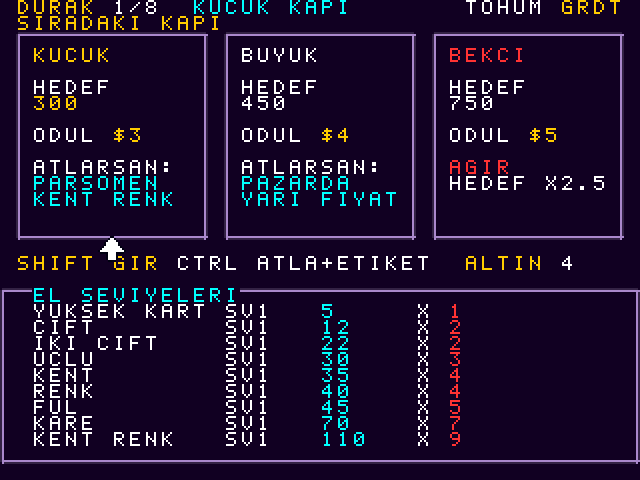 DURAK 1/8 KUCUK KAPI TOHUM GRDT
SIRADAKI KAPI
KUCUK
HEDEF
300
ODUL $3
ATLARSAN:
PARSOMEN
KENT RENK
BUYUK
HEDEF
450
ODUL $4
ATLARSAN:
PAZARDA
YARI FIYAT
BEKCI
HEDEF
750
ODUL $5
AGIR
HEDEF X2.5
SHIFT GIR CTRL ATLA+ETIKET ALTIN 4
EL SEVIYELERI
YUKSEK KART SV1 5 X 1
CIFT SV1 12 X 2
IKI CIFT SV1 22 X 2
UCLU SV1 30 X 3
KENT SV1 35 X 4
RENK SV1 40 X 4
FUL SV1 45 X 5
KARE SV1 70 X 7
KENT RENK SV1 110 X 9